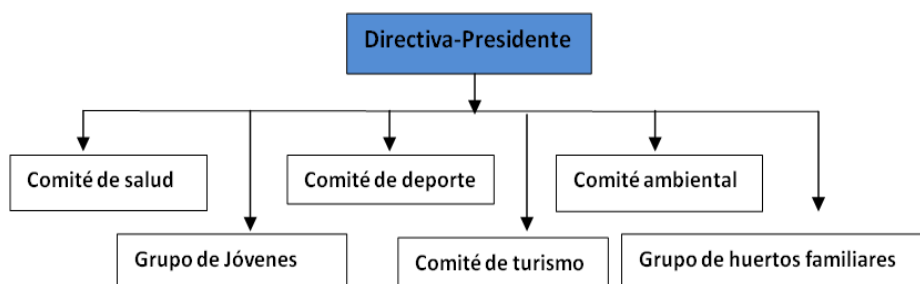 Directiva-Presidente
Comité de salud
Comité de deporte
Comité ambiental
Grupo de Jóvenes
Comité de turismo
Grupo de huertos familiares